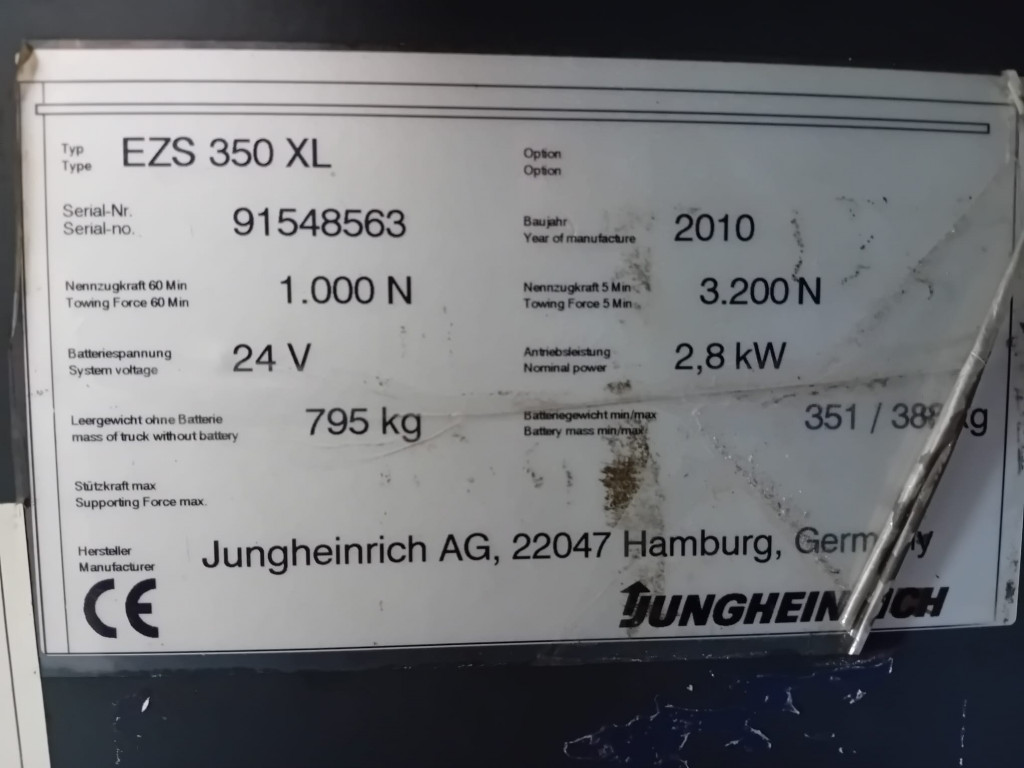 Typ EZS 350 XL Option
Type Option
Serial-Nr. 91548563 Baujahr 2010
Serial-no. Year of manufacture
Nennzugkraft 60 Min 1.000 N Nennzugkraft 5 Min 3.200 N
Towing Force 60 Min Towing Force 5 Min
Batteriespannung 24 V Antriebsleistung 2,8 kW
System voltage Nominal power
Leergewicht ohne Batterie 795 kg Batteriegewicht min/max 351 /
mass of truck without battery Battery mass min/max
Stützkraft max
Supporting Force max.
Hersteller Jungheinrich AG, 22047 Hamburg, Germany
Manufacturer
CE JUNGHEINRICH